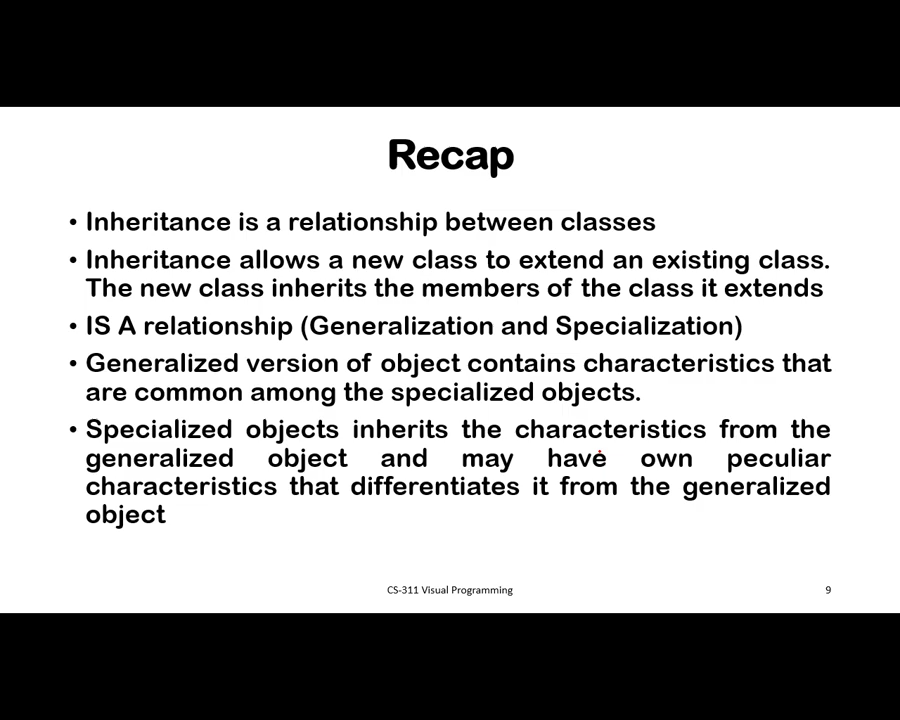 Recap
• Inheritance is a relationship between classes
• Inheritance allows a new class to extend an existing class.
The new class inherits the members of the class it extends
• IS A relationship (Generalization and Specialization)
• Generalized version of object contains characteristics that
are common among the specialized objects.
• Specialized objects inherits the characteristics from the
generalized object and may have own peculiar
characteristics that differentiates it from the generalized
object
CS-311 Visual Programming
9